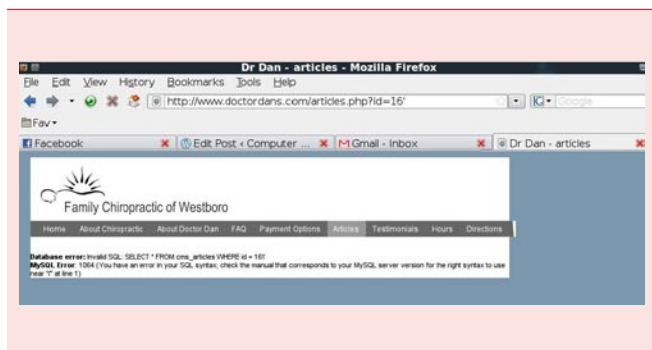 Dr Dan - articles - Mozilla Firefox
File Edit View History Bookmarks Tools Help
http://www.doctordans.com/articles.php?id=16' Google
Fav
Facebook Edit Post ‹ Computer ... Gmail - Inbox Dr Dan - articles
Family Chiropractic of Westboro
Home About Chiropractic About Doctor Dan FAQ Payment Options Articles Testimonials Hours Directions
Database error: Invalid SQL: SELECT * FROM cms_articles WHERE id = 16\'
MySQL Error: 1064 (You have an error in your SQL syntax; check the manual that corresponds to your MySQL server version for the right syntax to use
near '\'' at line 1)